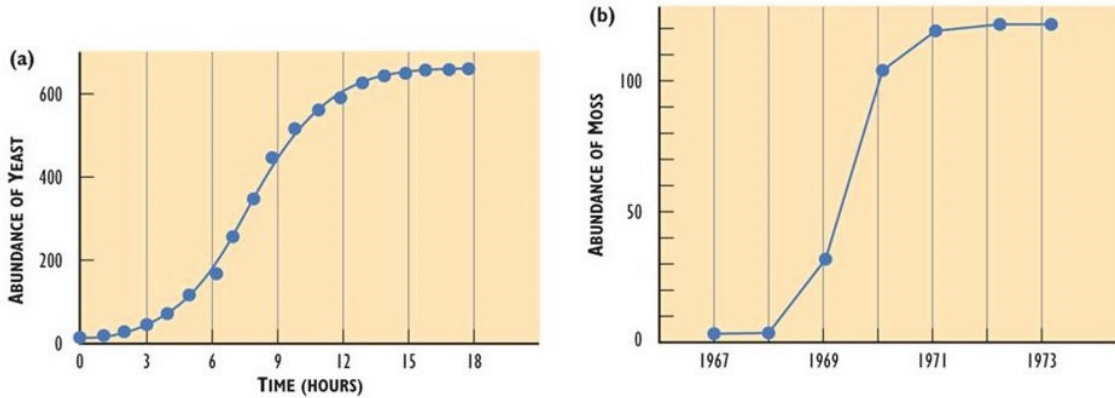 (a)
600
400
200
0
0 3 6 9 12 15 18
TIME (HOURS)
ABUNDANCE OF YEAST
(b)
100
50
0
1967 1969 1971 1973
ABUNDANCE OF MOSS